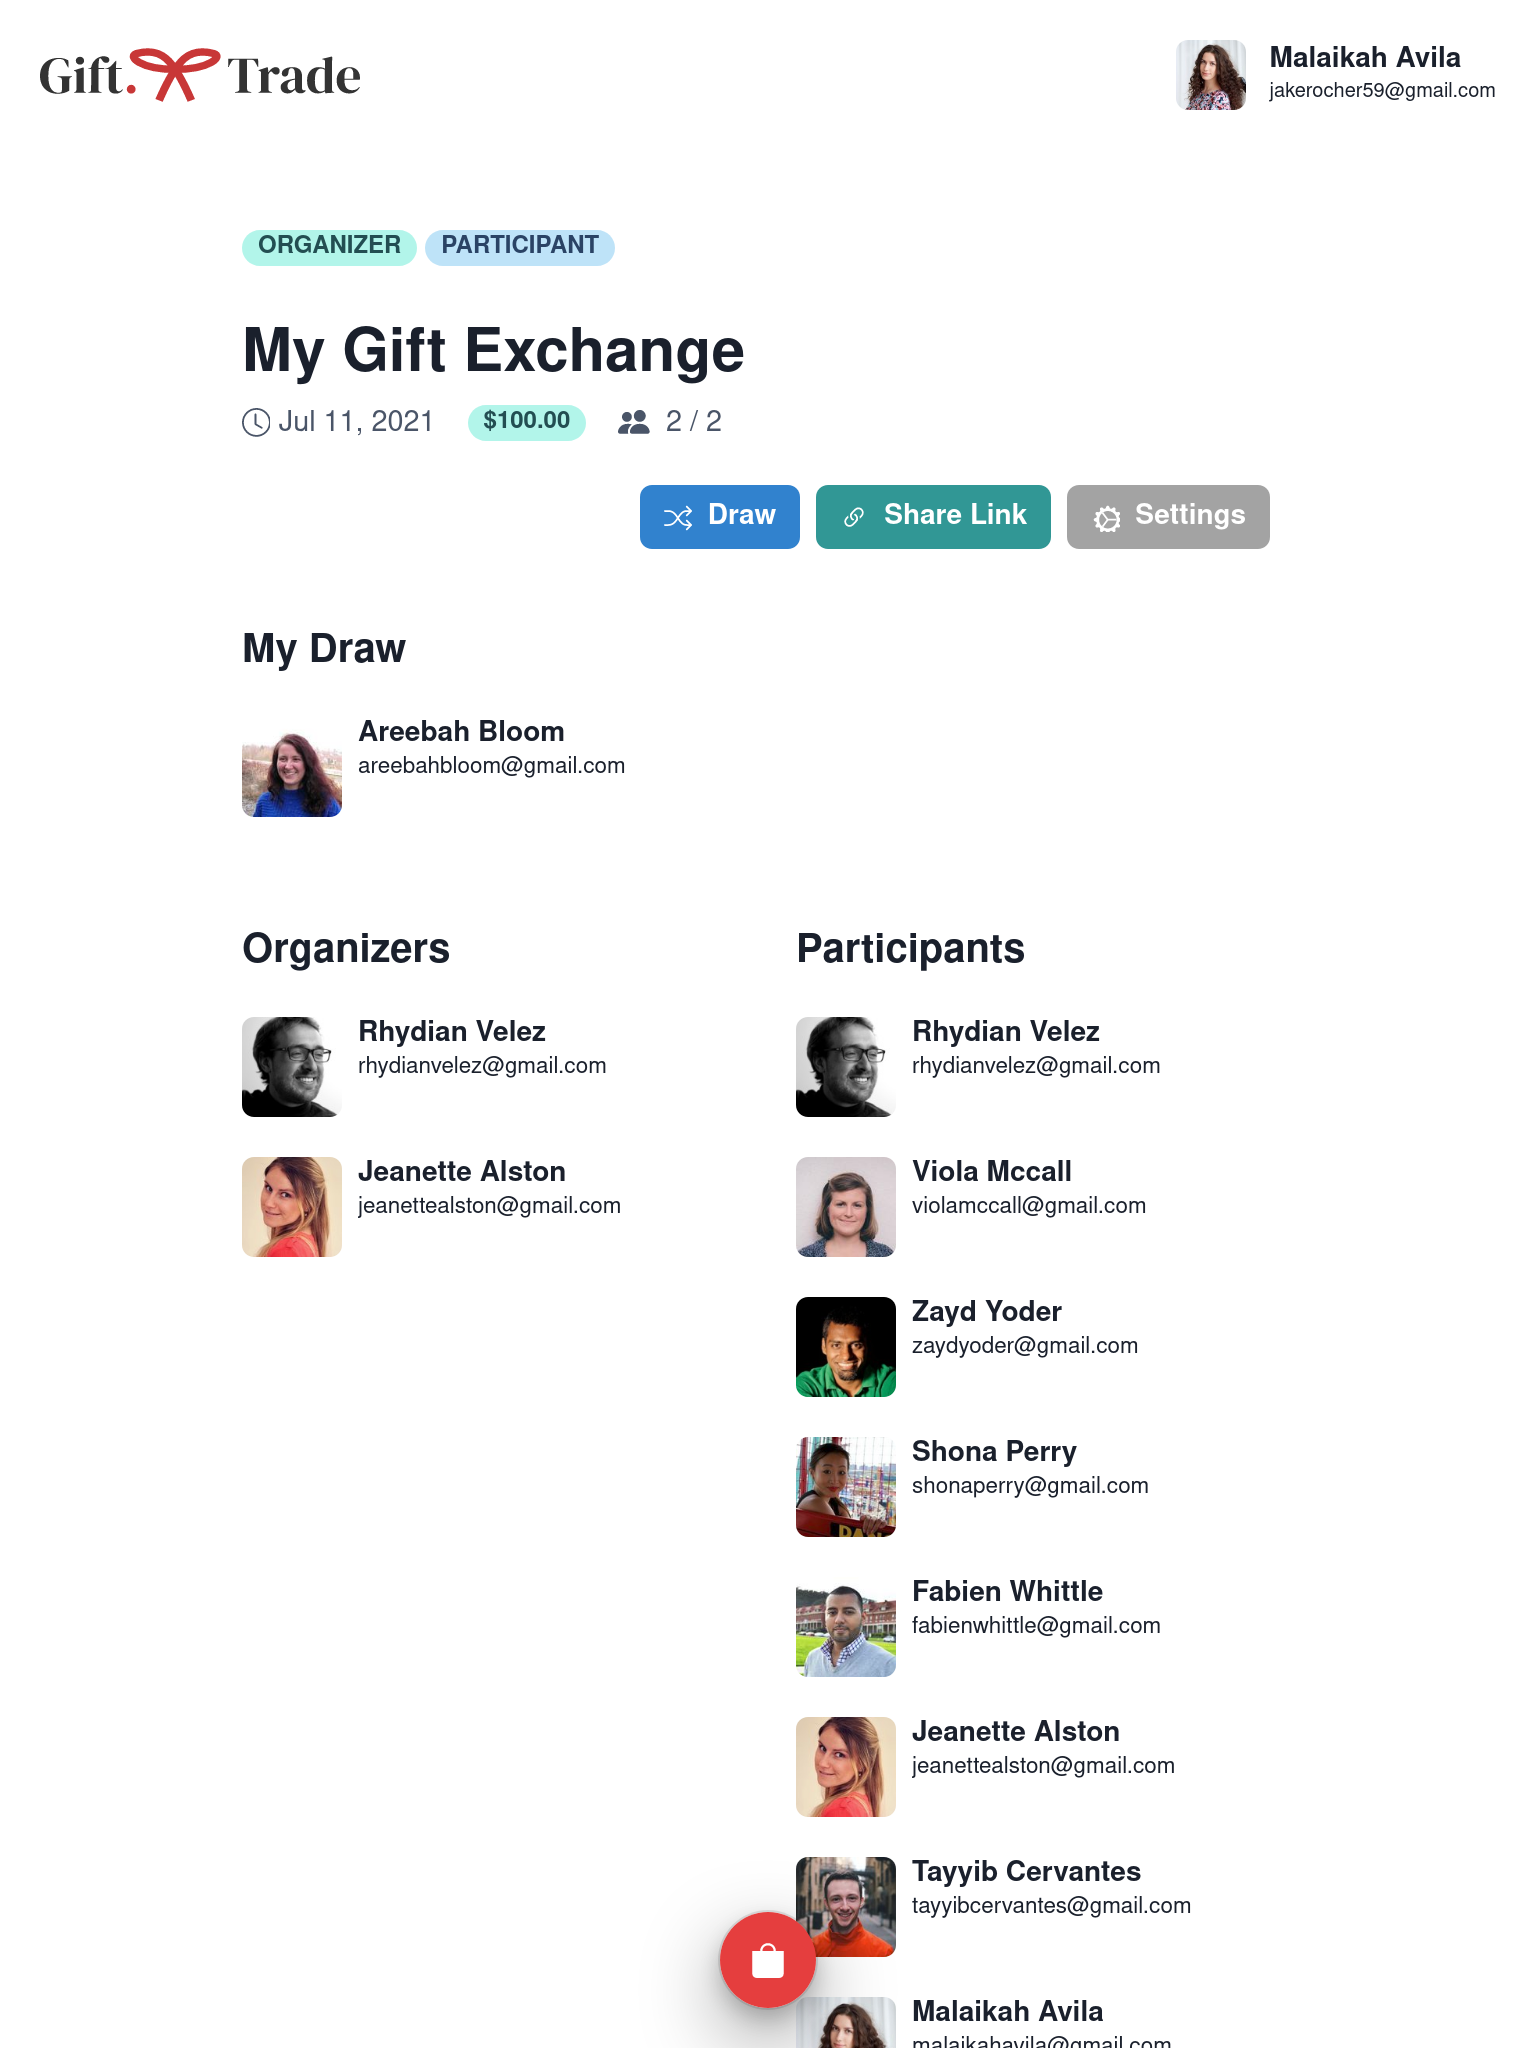 Gift. Trade
Malaikah Avila
jakerocher59@gmail.com
ORGANIZER PARTICIPANT
My Gift Exchange
Jul 11, 2021 $100.00 2 / 2
Draw Share Link Settings
My Draw
Areebah Bloom
areebahbloom@gmail.com
Organizers
Rhydian Velez
rhydianvelez@gmail.com
Jeanette Alston
jeanettealston@gmail.com
Participants
Rhydian Velez
rhydianvelez@gmail.com
Viola Mccall
violamccall@gmail.com
Zayd Yoder
zaydyoder@gmail.com
Shona Perry
shonaperry@gmail.com
Fabien Whittle
fabienwhittle@gmail.com
Jeanette Alston
jeanettealston@gmail.com
Tayyib Cervantes
tayyibcervantes@gmail.com
Malaikah Avila
malaikahavila@gmail.com